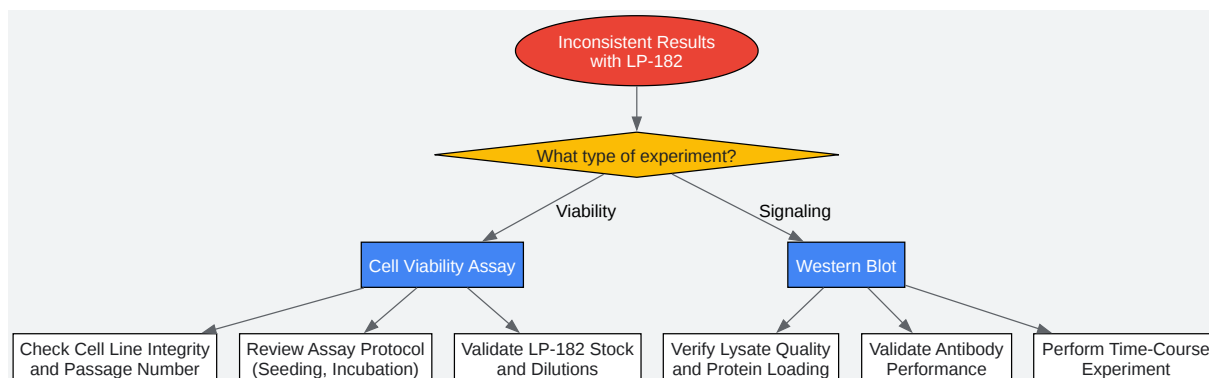 Inconsistent Results
with LP-182
What type of experiment?
Viability
Signaling
Cell Viability Assay
Western Blot
Check Cell Line Integrity
and Passage Number
Review Assay Protocol
(Seeding, Incubation)
Validate LP-182 Stock
and Dilutions
Verify Lysate Quality
and Protein Loading
Validate Antibody
Performance
Perform Time-Course
Experiment